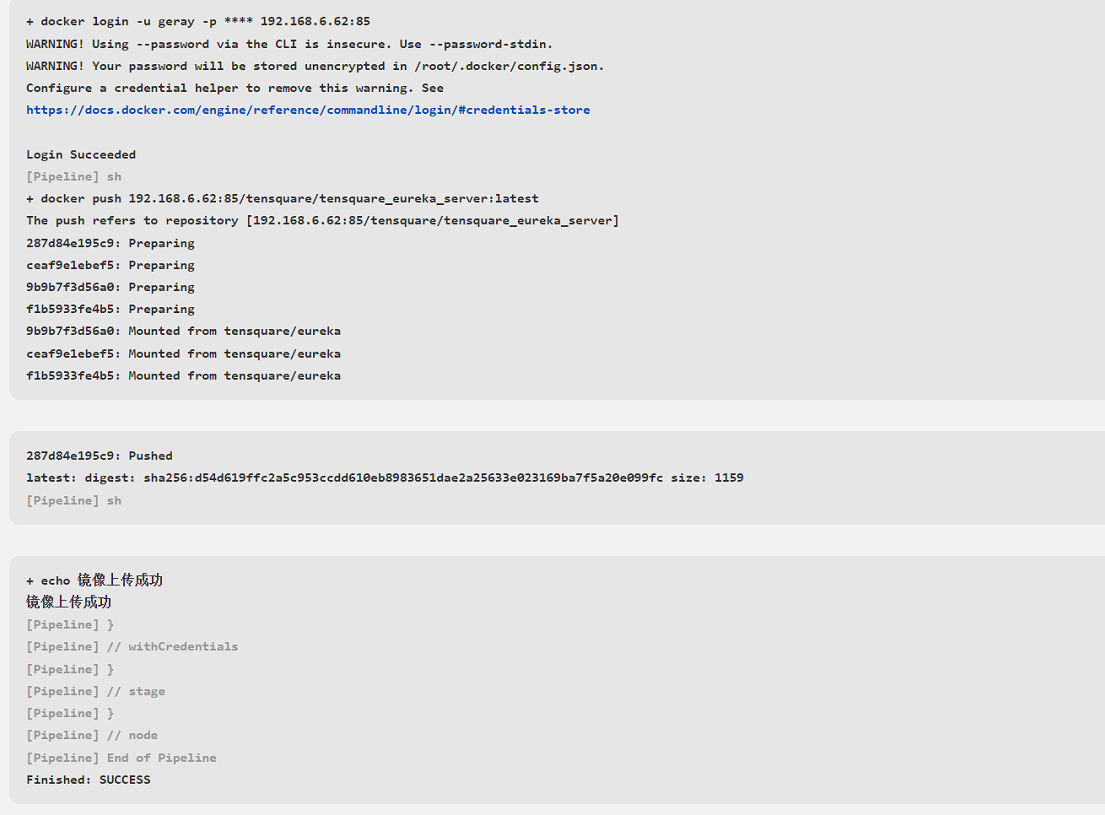 + docker login -u geray -p **** 192.168.6.62:85
WARNING! Using --password via the CLI is insecure. Use --password-stdin.
WARNING! Your password will be stored unencrypted in /root/.docker/config.json.
Configure a credential helper to remove this warning. See
https://docs.docker.com/engine/reference/commandline/login/#credentials-store
Login Succeeded
[Pipeline] sh
+ docker push 192.168.6.62:85/tensquare/tensquare_eureka_server:latest
The push refers to repository [192.168.6.62:85/tensquare/tensquare_eureka_server]
287d84e195c9: Preparing
ceaf9e1ebef5: Preparing
9b9b7f3d56a0: Preparing
f1b5933fe4b5: Preparing
9b9b7f3d56a0: Mounted from tensquare/eureka
ceaf9e1ebef5: Mounted from tensquare/eureka
f1b5933fe4b5: Mounted from tensquare/eureka
287d84e195c9: Pushed
latest: digest: sha256:d54d619ffc2a5c953ccdd610eb8983651dae2a25633e023169ba7f5a20e099fc size: 1159
[Pipeline] sh
+ echo 镜像上传成功
镜像上传成功
[Pipeline] }
[Pipeline] // withCredentials
[Pipeline] }
[Pipeline] // stage
[Pipeline] }
[Pipeline] // node
[Pipeline] End of Pipeline
Finished: SUCCESS